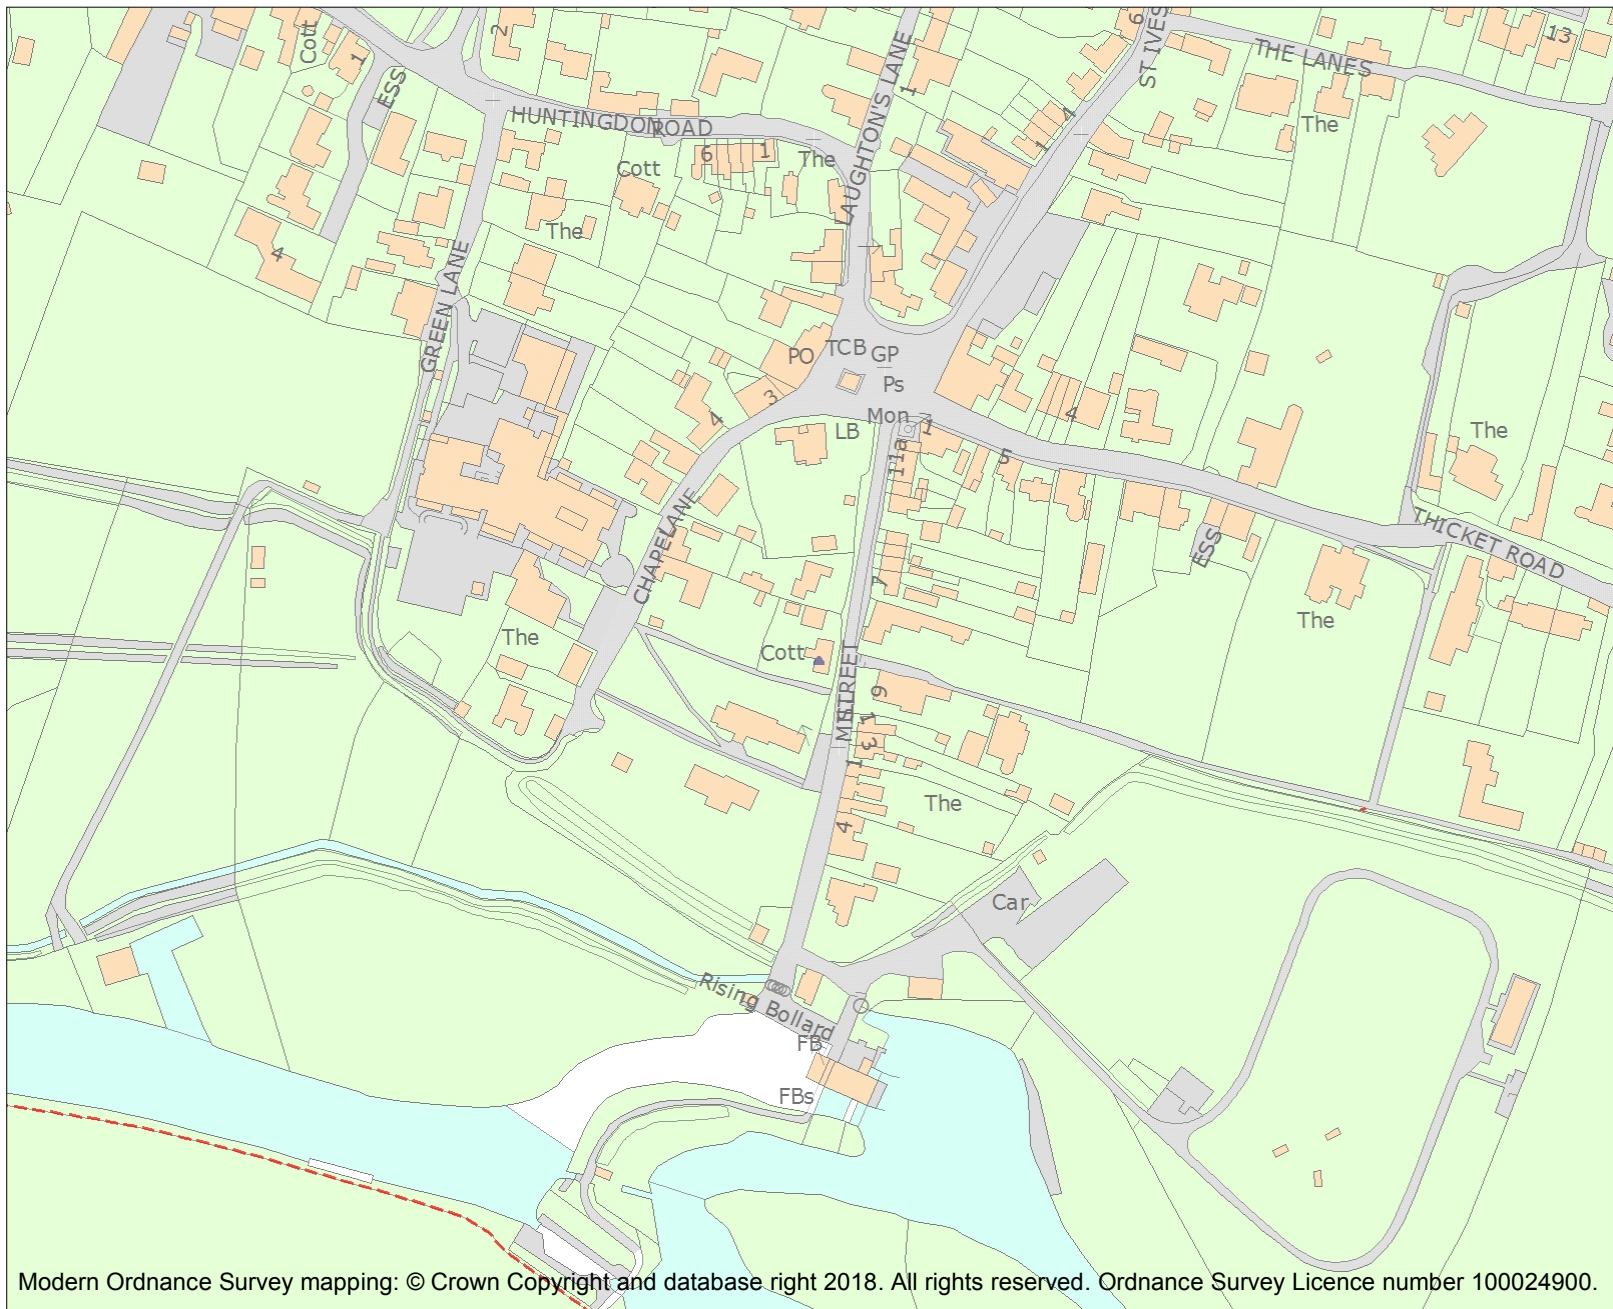 Cott
1
ESS
2
6
ST IVES
THE LANES
13
1
HUNTINGDON ROAD
LAUGHTON'S LANE
1
4
The
Cott
6
1
The
The
4
GREEN LANE
PO
TCB
GP
Ps
3
4
Mon
LB
1
11a
5
4
The
CHAPEL LANE
7
ESS
THICKET ROAD
The
The
Cott
MILL STREET
9
13
1
The
4
Car
Rising Bollard
FB
FBs
Modern Ordnance Survey mapping: © Crown Copyright and database right 2018. All rights reserved. Ordnance Survey Licence number 100024900.